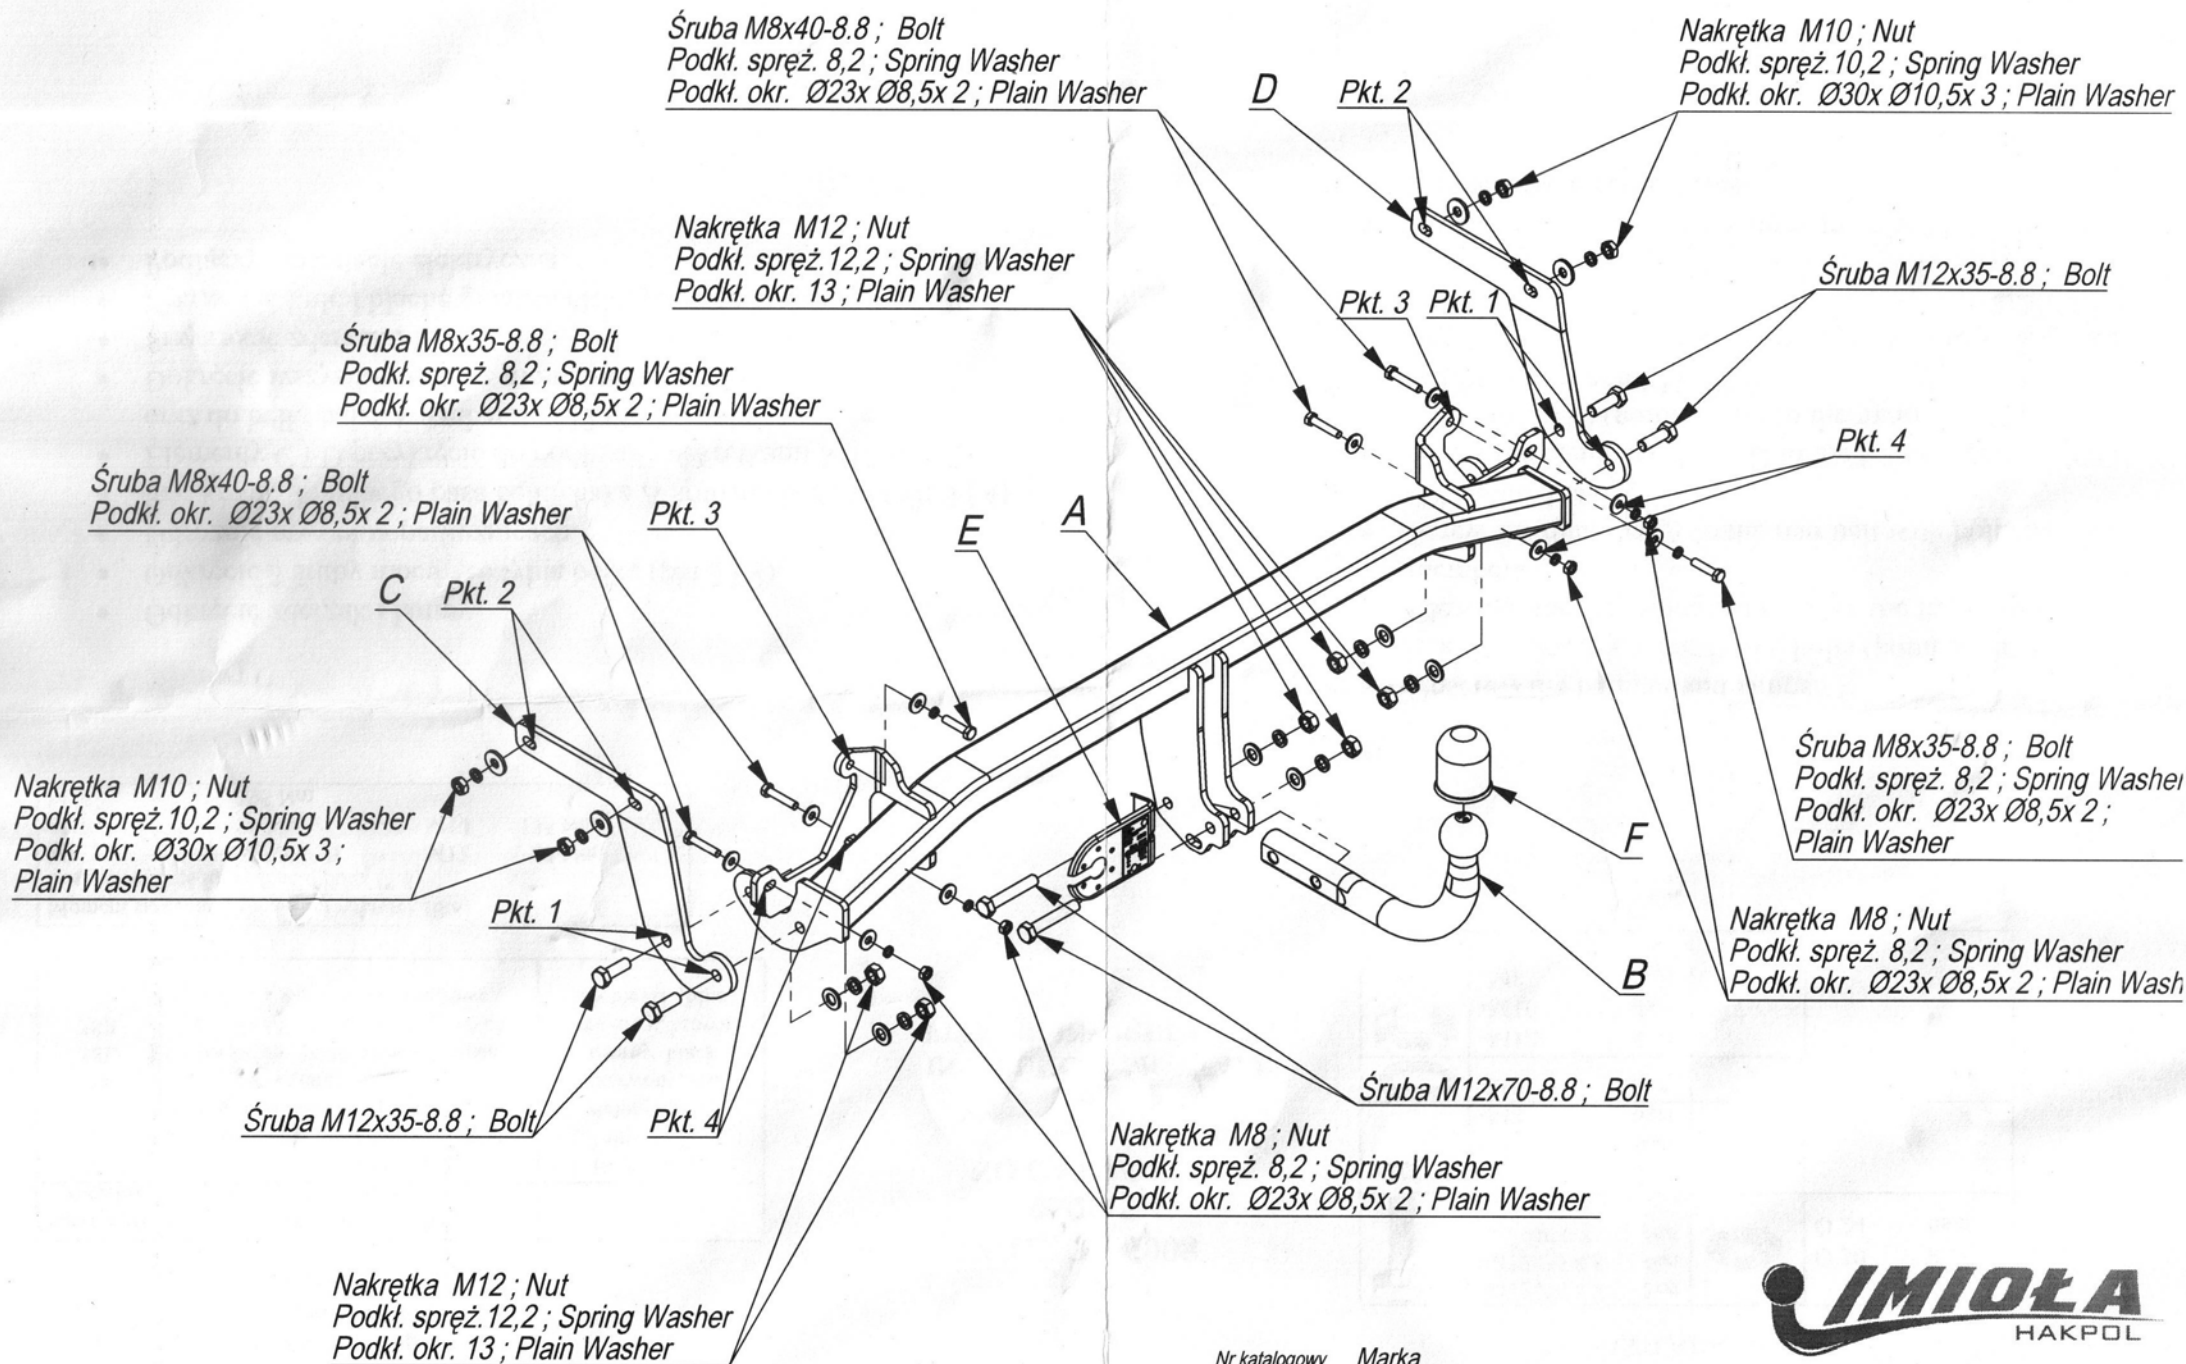 Śruba M8x40-8.8 ; Bolt
Podkł. spręż. 8,2 ; Spring Washer
Podkł. okr. Ø23x Ø8,5x 2 ; Plain Washer
D
Pkt. 2
Nakrętka M10 ; Nut
Podkł. spręż.10,2 ; Spring Washer
Podkł. okr. Ø30x Ø10,5x 3 ; Plain Washer
Nakrętka M12 ; Nut
Podkł. spręż.12,2 ; Spring Washer
Podkł. okr. 13 ; Plain Washer
Pkt. 3
Pkt. 1
Śruba M12x35-8.8 ; Bolt
Śruba M8x35-8.8 ; Bolt
Podkł. spręż. 8,2 ; Spring Washer
Podkł. okr. Ø23x Ø8,5x 2 ; Plain Washer
Pkt. 4
Śruba M8x40-8.8 ; Bolt
Podkł. okr. Ø23x Ø8,5x 2 ; Plain Washer
Pkt. 3
E
A
C
Pkt. 2
Nakrętka M10 ; Nut
Podkł. spręż.10,2 ; Spring Washer
Podkł. okr. Ø30x Ø10,5x 3 ;
Plain Washer
Śruba M8x35-8.8 ; Bolt
Podkł. spręż. 8,2 ; Spring Washer
Podkł. okr. Ø23x Ø8,5x 2 ;
Plain Washer
F
Pkt. 1
Nakrętka M8 ; Nut
Podkł. spręż. 8,2 ; Spring Washer
Podkł. okr. Ø23x Ø8,5x 2 ; Plain Wash
B
Śruba M12x35-8.8 ; Bolt
Pkt. 4
Śruba M12x70-8.8 ; Bolt
Nakrętka M8 ; Nut
Podkł. spręż. 8,2 ; Spring Washer
Podkł. okr. Ø23x Ø8,5x 2 ; Plain Washer
Nakrętka M12 ; Nut
Podkł. spręż.12,2 ; Spring Washer
Podkł. okr. 13 ; Plain Washer
IMIOŁA
HAKPOL
Nr katalogowy Marka